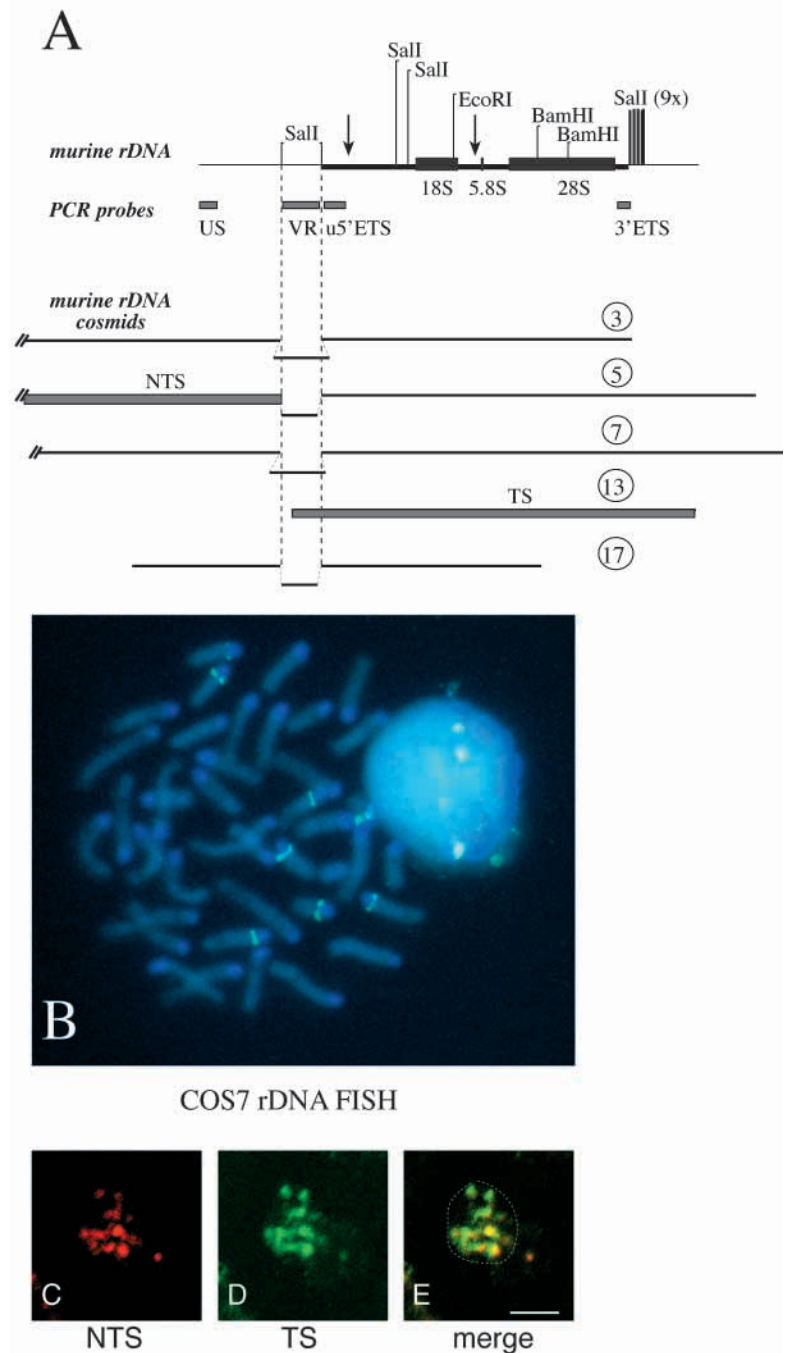 A
SalI
SalI
EcoRI
SalI (9x)
BamHI
BamHI
SalI
murine rDNA
18S 5.8S 28S
PCR probes
US VR u5'ETS 3'ETS
murine rDNA
cosmids
3
NTS 5
7
13
TS
17
B
COS7 rDNA FISH
C D E
NTS TS merge